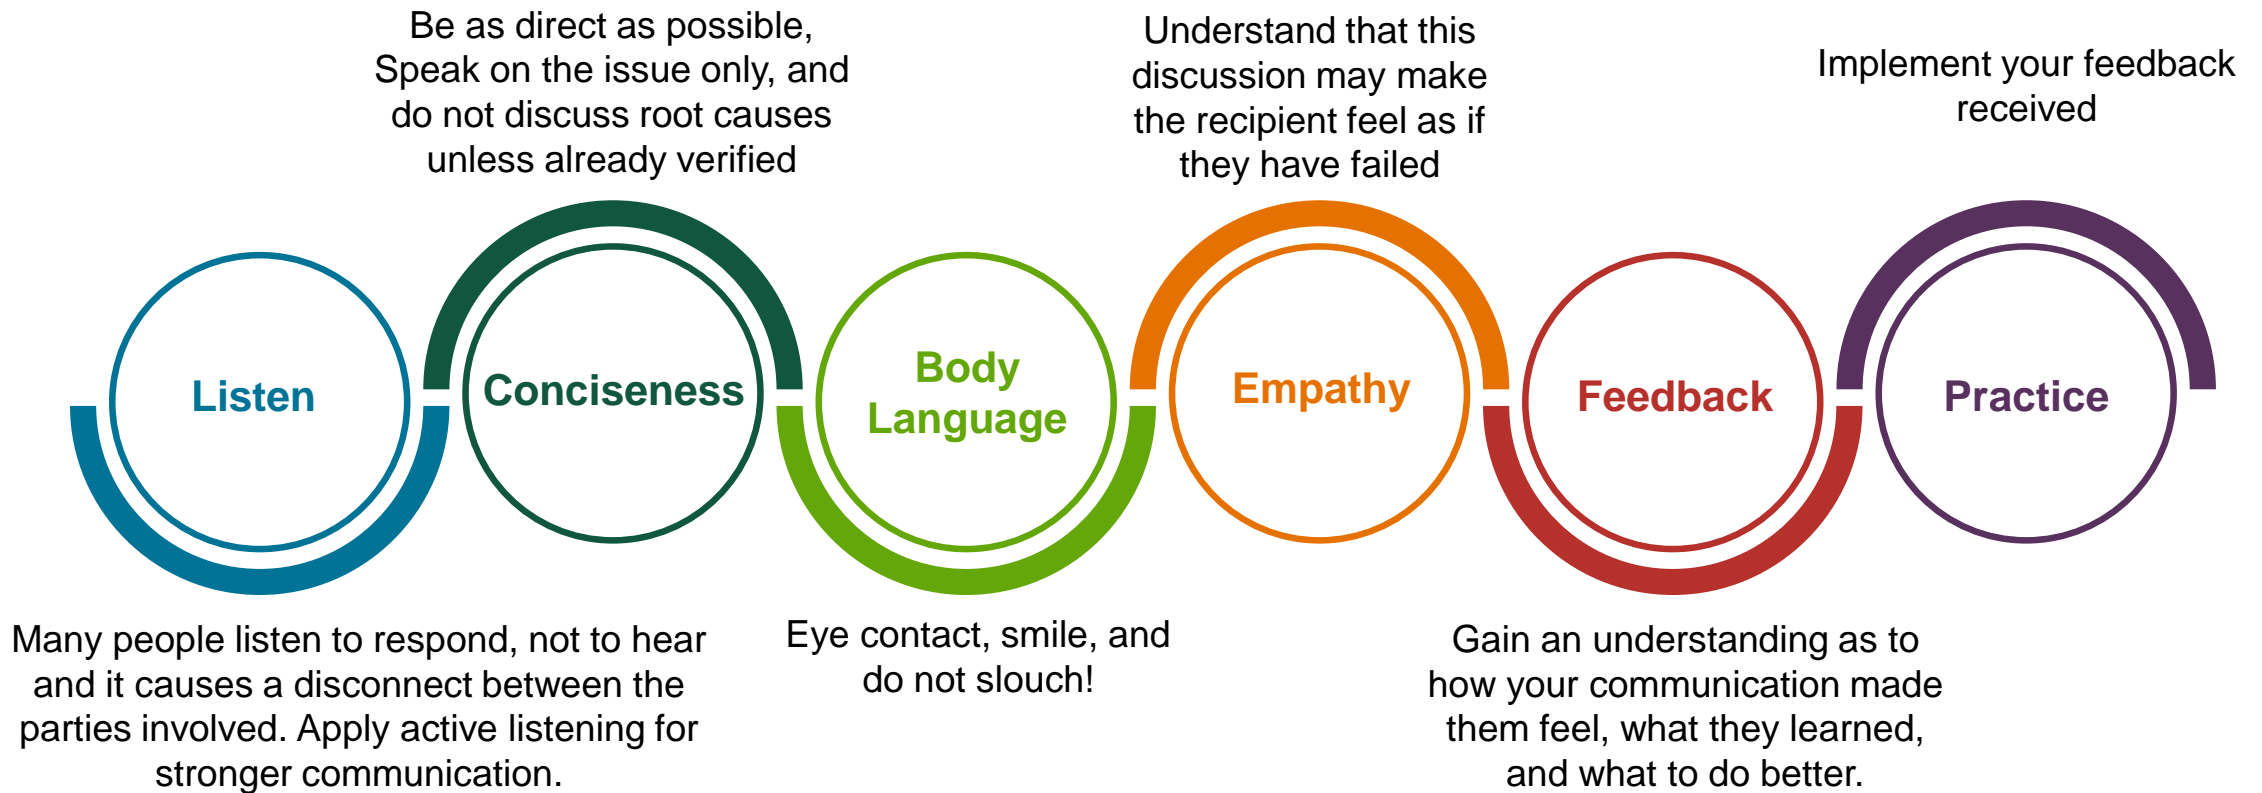 Be as direct as possible,
Speak on the issue only, and
do not discuss root causes
unless already verified
Understand that this
discussion may make
the recipient feel as if
they have failed
Implement your feedback
received
Listen
Conciseness
Body
Language
Empathy
Feedback
Practice
Many people listen to respond, not to hear
and it causes a disconnect between the
parties involved. Apply active listening for
stronger communication.
Eye contact, smile, and
do not slouch!
Gain an understanding as to
how your communication made
them feel, what they learned,
and what to do better.